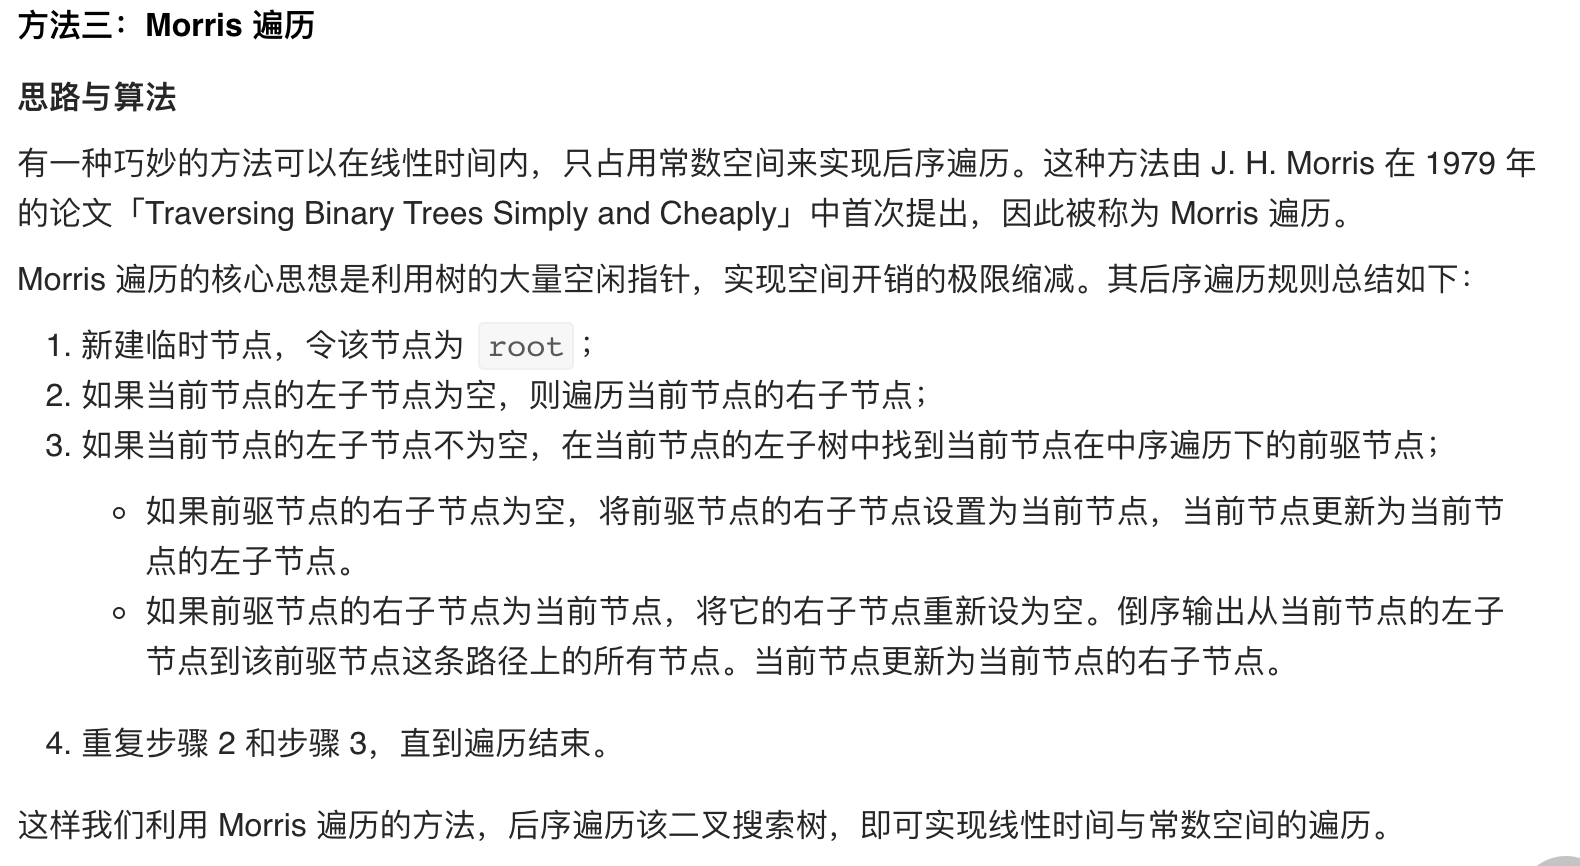 方法三：Morris 遍历
思路与算法
有一种巧妙的方法可以在线性时间内，只占用常数空间来实现后序遍历。这种方法由 J. H. Morris 在 1979 年
的论文「Traversing Binary Trees Simply and Cheaply」中首次提出，因此被称为 Morris 遍历。
Morris 遍历的核心思想是利用树的大量空闲指针，实现空间开销的极限缩减。其后序遍历规则总结如下：
1. 新建临时节点，令该节点为 root；
2. 如果当前节点的左子节点为空，则遍历当前节点的右子节点；
3. 如果当前节点的左子节点不为空，在当前节点的左子树中找到当前节点在中序遍历下的前驱节点；
○ 如果前驱节点的右子节点为空，将前驱节点的右子节点设置为当前节点，当前节点更新为当前节
点的左子节点。
○ 如果前驱节点的右子节点为当前节点，将它的右子节点重新设为空。倒序输出从当前节点的左子
节点到该前驱节点这条路径上的所有节点。当前节点更新为当前节点的右子节点。
4. 重复步骤 2 和步骤 3，直到遍历结束。
这样我们利用 Morris 遍历的方法，后序遍历该二叉搜索树，即可实现线性时间与常数空间的遍历。